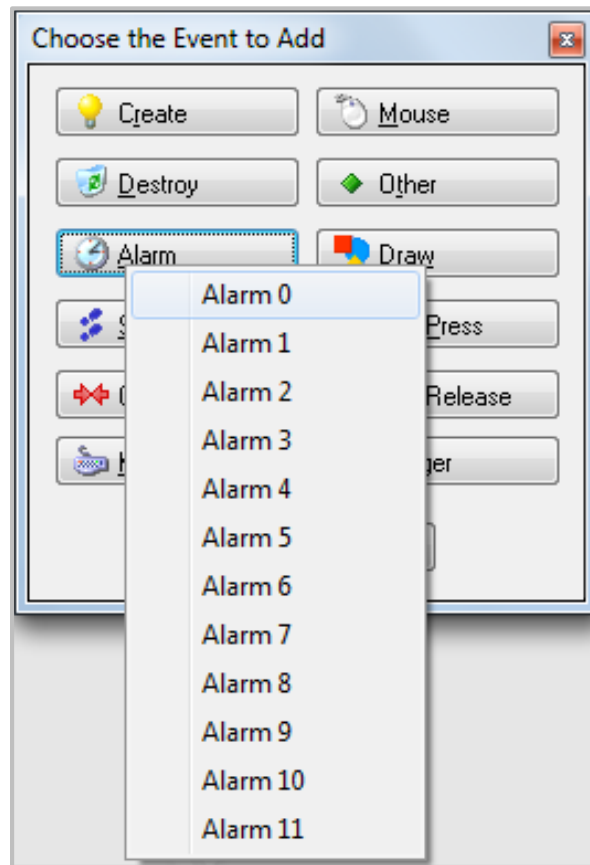 Choose the Event to Add
Create
Mouse
Destroy
Other
Alarm
Draw
Alarm 0
Alarm 1
Press
Alarm 2
Release
Alarm 3
Alarm 4
Alarm 5
Alarm 6
Alarm 7
Alarm 8
Alarm 9
Alarm 10
Alarm 11